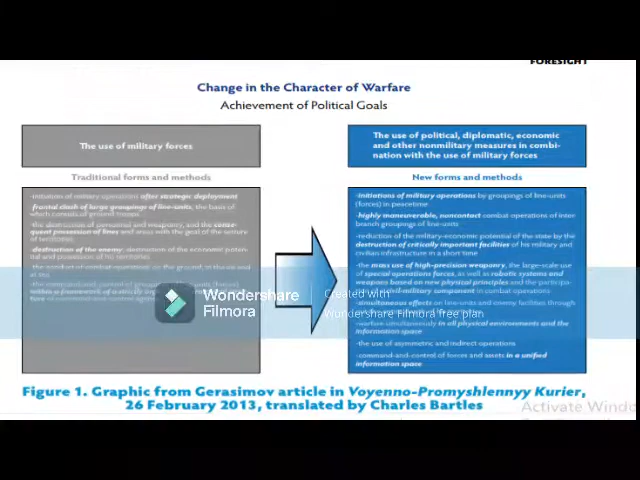 FORESIGHT
Change in the Character of Warfare
Achievement of Political Goals
The use of military forces
The use of political, diplomatic, economic
and other nonmilitary measures in combi-
nation with the use of military forces
Traditional forms and methods
-initiation of military operations after strategic deployment
-frontal clash of large groupings of line-units, the basis of
which consists of ground troops
-the destruction of personnel and weaponry, and the conse-
quent possession of lines and areas with the goal of the seizure
of territories
-destruction of the enemy, destruction of the economic poten-
tial and possession of his territories
New forms and methods
-initiations of military operations by groupings of line-units
(forces) in peacetime
-highly maneuverable, noncontact combat operations of inter
branch groupings of line-units
-reduction of the military-economic potential of the state by the
destruction of critically important facilities of his military and
civilian infrastructure in a short time
-the mass use of high-precision weaponry, the large-scale use
of special operations forces, as well as robotic systems and
weapons based on new physical principles and the participa-
civil-military component in combat operations
-simultaneous effects on line-units and enemy facilities through
-warfare simultaneously in all physical environments and the
information space
-the use of asymmetric and indirect operations
-command-and-control of forces and assets in a unified
information space
Wondershare
Filmora
Created with
Wondershare Filmora free plan
Figure 1. Graphic from Gerasimov article in Voyenno-Promyshlennyy Kurier,
26 February 2013, translated by Charles Bartles
Activate Windo